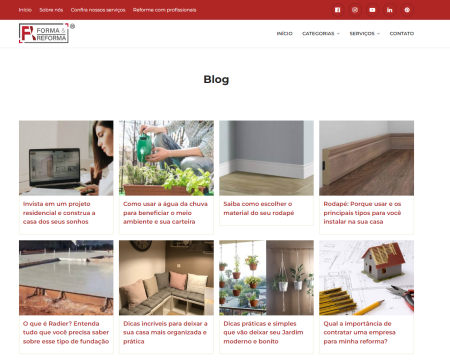 Início Sobre nós Confira nossos serviços Reforme com profissionais
FORMA &
REFORMA
INÍCIO CATEGORIAS SERVIÇOS CONTATO
Blog
Invista em um projeto
residencial e construa a
casa dos seus sonhos
Como usar a água da chuva
para beneficiar o meio
ambiente e sua carteira
Saiba como escolher o
material do seu rodapé
Rodapé: Porque usar e os
principais tipos para você
instalar na sua casa
O que é Radier? Entenda
tudo que você precisa saber
sobre esse tipo de fundação
Dicas incríveis para deixar a
sua casa mais organizada e
prática
Dicas práticas e simples
que vão deixar seu Jardim
moderno e bonito
Qual a importância de
contratar uma empresa
para minha reforma?